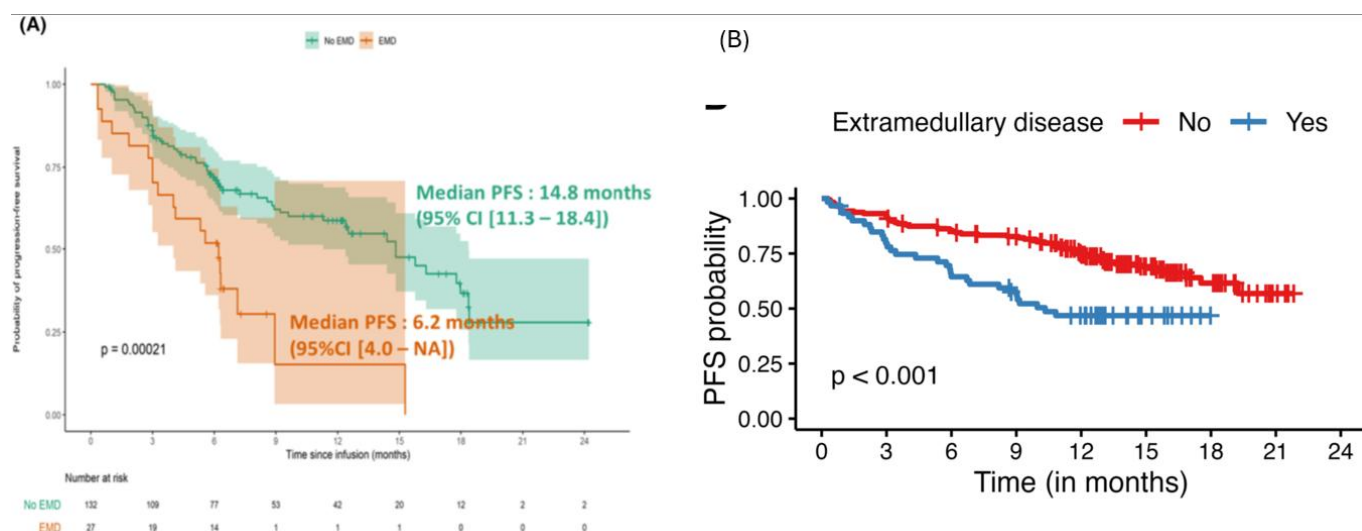 (A)
No EMD EMD
Probability of progression-free survival
1.00
0.75
0.50
0.25
0.00
Median PFS : 14.8 months
(95% CI [11.3 – 18.4])
Median PFS : 6.2 months
(95%CI [4.0 – NA])
p = 0.00021
0 3 6 9 12 15 18 21 24
Time since infusion (months)
Number at risk
No EMD 132 109 77 53 42 20 12 2 2
EMD 27 19 14 1 1 1 0 0 0
(B)
Extramedullary disease No Yes
PFS probability
1.00
0.75
0.50
0.25
0.00
p < 0.001
0 3 6 9 12 15 18 21 24
Time (in months)